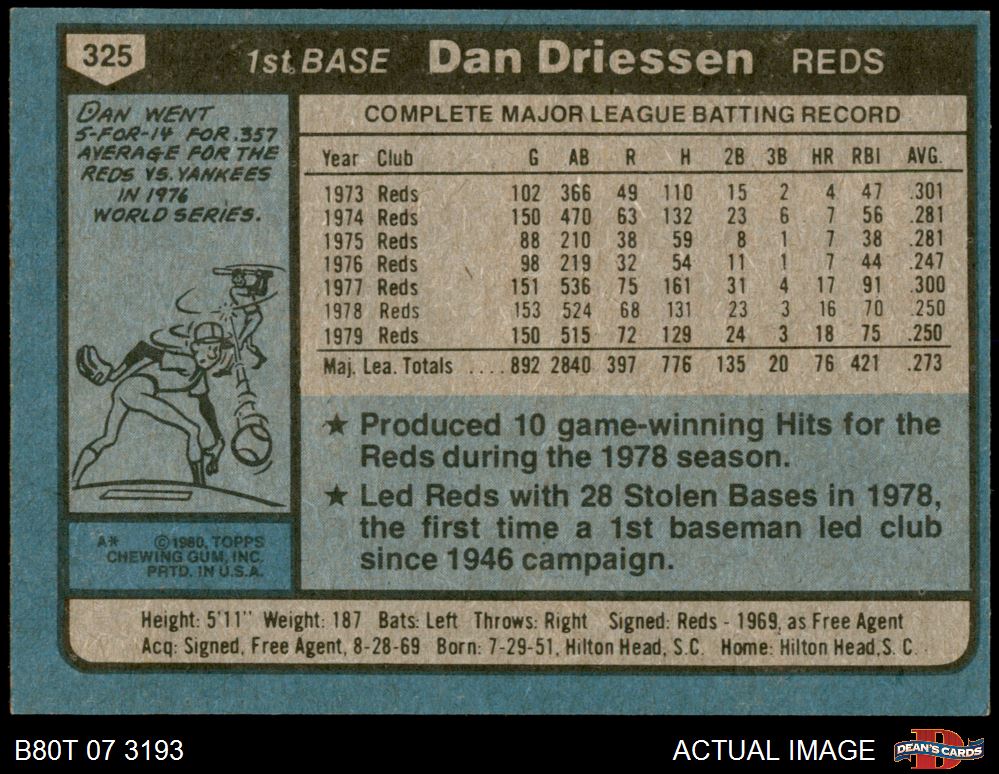 325
1st BASE Dan Driessen REDS
DAN WENT
5-FOR-14 FOR .357
AVERAGE FOR THE
REDS VS. YANKEES
IN 1976
WORLD SERIES.
COMPLETE MAJOR LEAGUE BATTING RECORD
Year Club G AB R H 2B 3B HR RBI AVG.
1973 Reds 102 366 49 110 15 2 4 47 .301
1974 Reds 150 470 63 132 23 6 7 56 .281
1975 Reds 88 210 38 59 8 1 7 38 .281
1976 Reds 98 219 32 54 11 1 7 44 .247
1977 Reds 151 536 75 161 31 4 17 91 .300
1978 Reds 153 524 68 131 23 3 16 70 .250
1979 Reds 150 515 72 129 24 3 18 75 .250
Maj. Lea. Totals .... 892 2840 397 776 135 20 76 421 .273
★ Produced 10 game-winning Hits for the
Reds during the 1978 season.
★ Led Reds with 28 Stolen Bases in 1978,
the first time a 1st baseman led club
since 1946 campaign.
A* © 1980, TOPPS
CHEWING GUM, INC.
PRTD. IN U.S.A.
Height: 5'11" Weight: 187 Bats: Left Throws: Right Signed: Reds - 1969, as Free Agent
Acq: Signed, Free Agent, 8-28-69 Born: 7-29-51, Hilton Head, S.C. Home: Hilton Head, S. C.
B80T 07 3193
ACTUAL IMAGE
DEAN'S CARDS